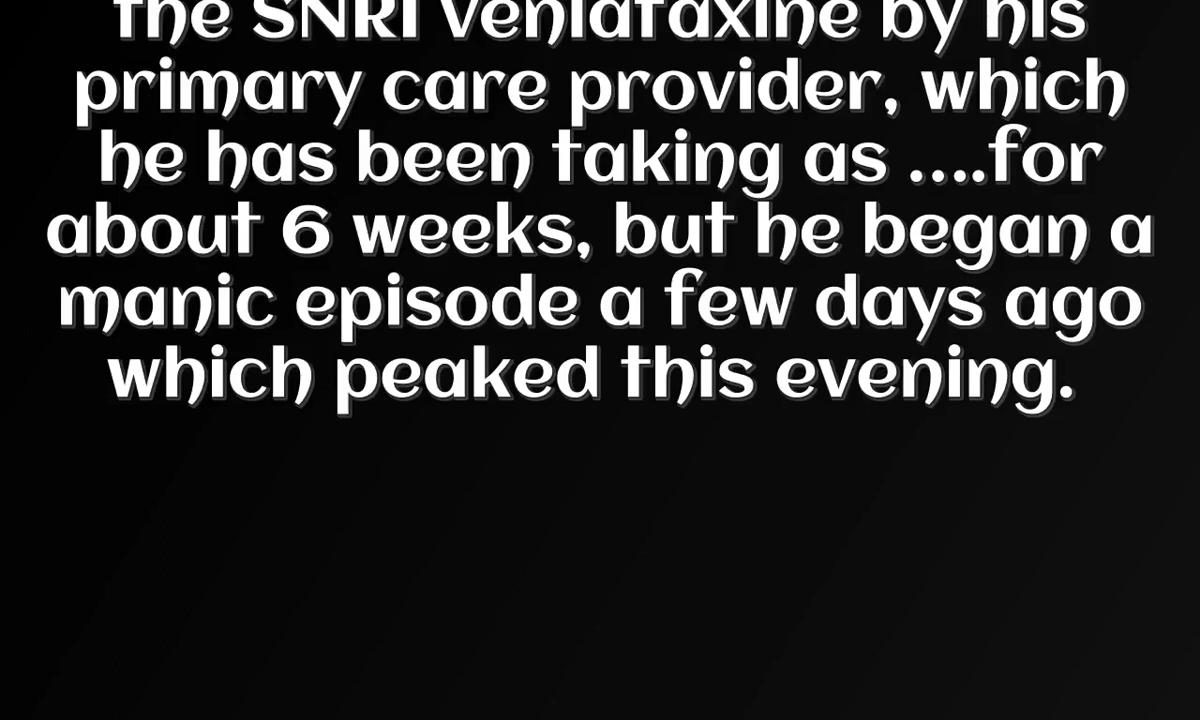 the SNRI venlafaxine by his
primary care provider, which
he has been taking as ....for
about 6 weeks, but he began a
manic episode a few days ago
which peaked this evening.